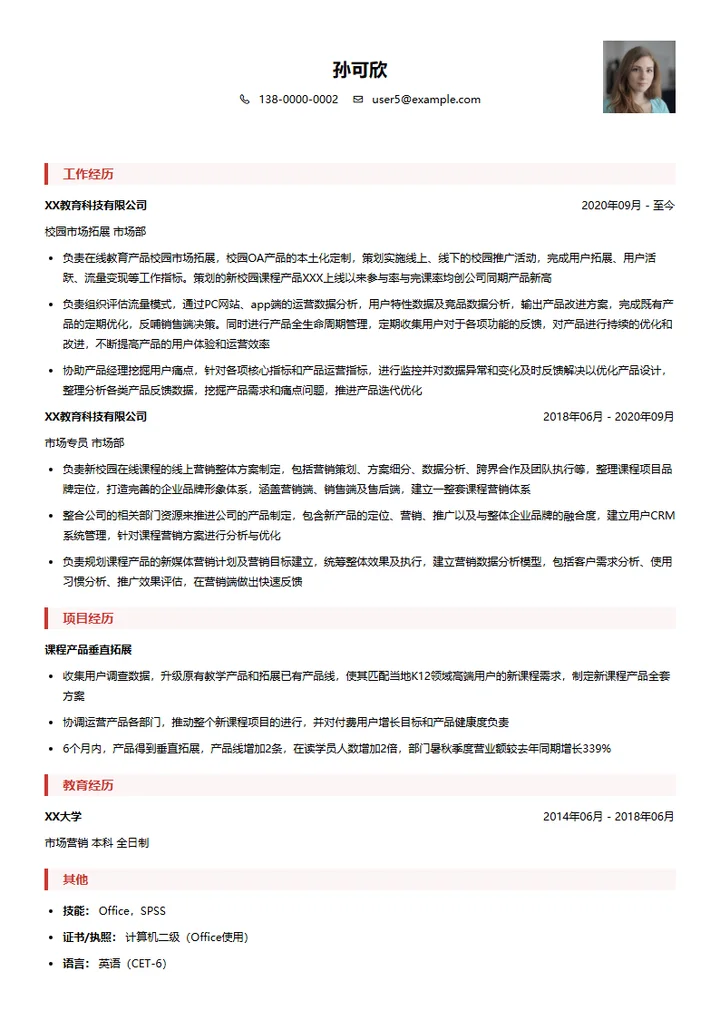 孙可欣
138-0000-0002 user5@example.com
工作经历
XX教育科技有限公司 2020年09月 - 至今
校园市场拓展 市场部
• 负责在线教育产品校园市场拓展，校园OA产品的本土化定制，策划实施线上、线下的校园推广活动，完成用户拓展、用户活
跃、流量变现等工作指标。策划的新校园课程产品XXX上线以来参与率与完课率均创公司同期产品新高
• 负责组织评估流量模式，通过PC网站、app端的运营数据分析，用户特性数据及竞品数据分析，输出产品改进方案，完成既有产
品的定期优化，反哺销售端决策。同时进行产品全生命周期管理，定期收集用户对于各项功能的反馈，对产品进行持续的优化和
改进，不断提高产品的用户体验和运营效率
• 协助产品经理挖掘用户痛点，针对各项核心指标和产品运营指标，进行监控并对数据异常和变化及时反馈解决以优化产品设计，
整理分析各类产品反馈数据，挖掘产品需求和痛点问题，推进产品迭代优化
XX教育科技有限公司 2018年06月 - 2020年09月
市场专员 市场部
• 负责新校园在线课程的线上营销整体方案制定，包括营销策划、方案细分、数据分析、跨界合作及团队执行等，整理课程项目品
牌定位，打造完善的企业品牌形象体系，涵盖营销端、销售端及售后端，建立一整套课程营销体系
• 整合公司的相关部门资源来推进公司的产品制定，包含新产品的定位、营销、推广以及与整体企业品牌的融合度，建立用户CRM
系统管理，针对课程营销方案进行分析与优化
• 负责规划课程产品的新媒体营销计划及营销目标建立，统筹整体效果及执行，建立营销数据分析模型，包括客户需求分析、使用
习惯分析、推广效果评估，在营销端做出快速反馈
项目经历
课程产品垂直拓展
• 收集用户调查数据，升级原有教学产品和拓展已有产品线，使其匹配当地K12领域高端用户的新课程需求，制定新课程产品全套
方案
• 协调运营产品各部门，推动整个新课程项目的进行，并对付费用户增长目标和产品健康度负责
• 6个月内，产品得到垂直拓展，产品线增加2条，在读学员人数增加2倍，部门暑秋季度营业额较去年同期增长339%
教育经历
XX大学 2014年06月 - 2018年06月
市场营销 本科 全日制
其他
• 技能： Office，SPSS
• 证书/执照： 计算机二级（Office使用）
• 语言： 英语（CET-6）